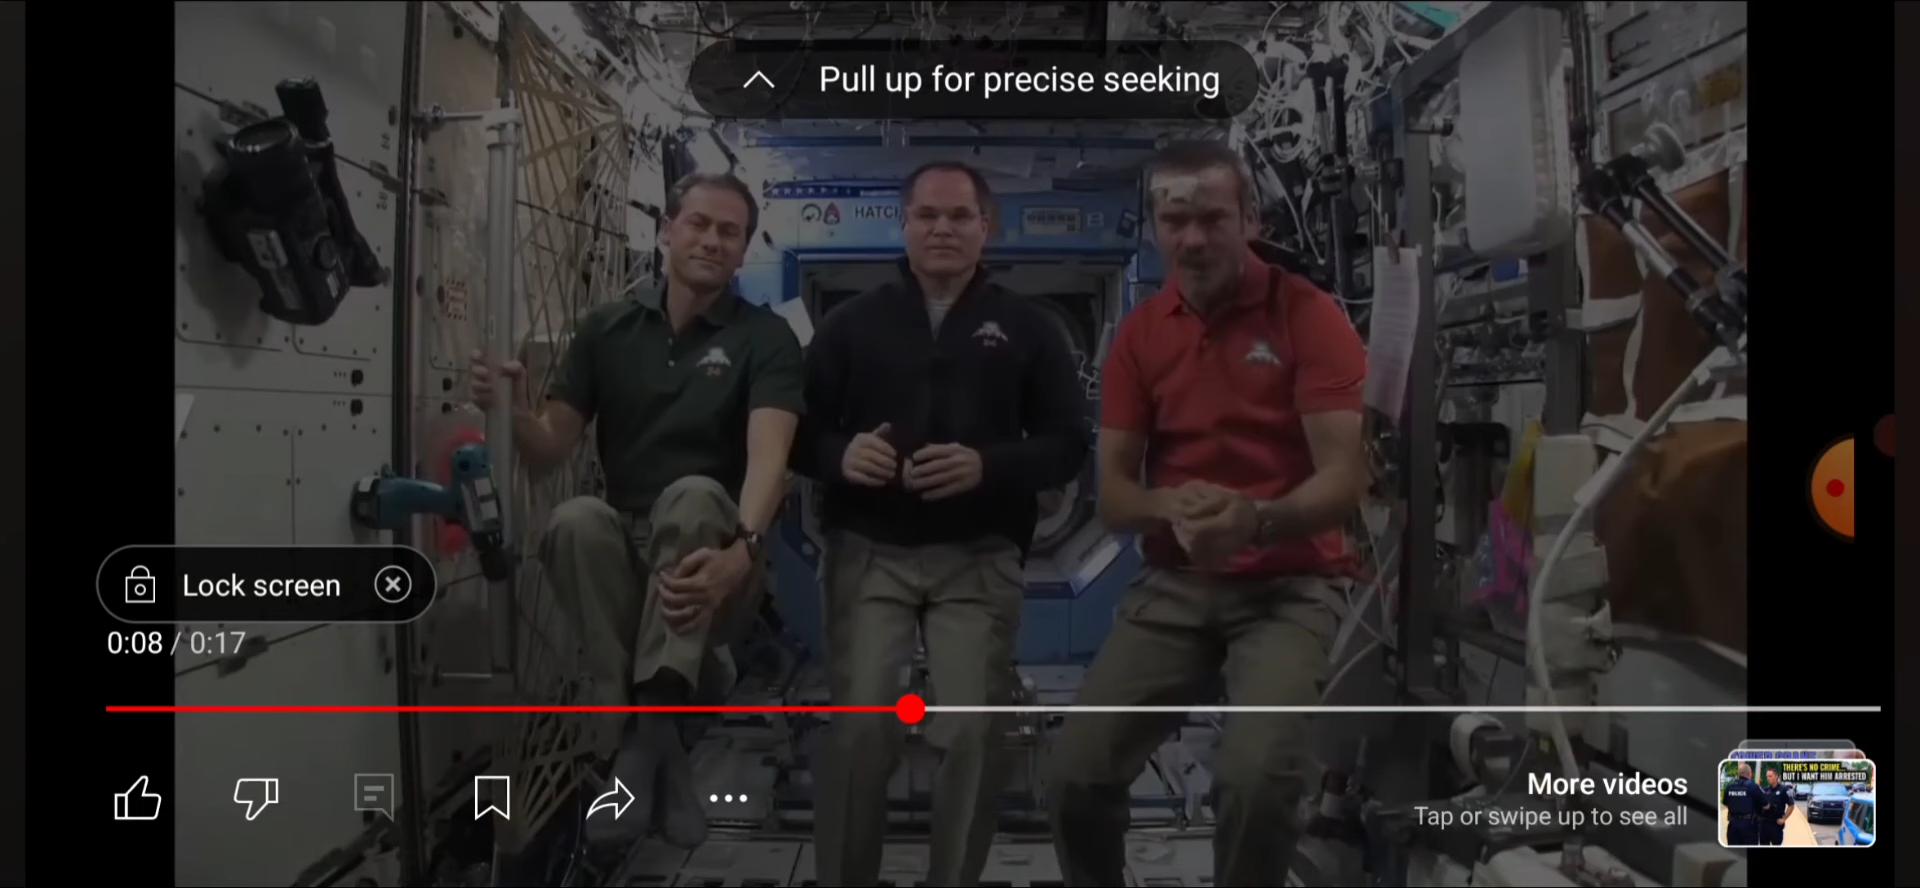 Pull up for precise seeking
HATCH
Lock screen
0:08 / 0:17
More videos
Tap or swipe up to see all
THERE'S NO CRIME...
BUT I WANT HIM ARRESTED
POLICE